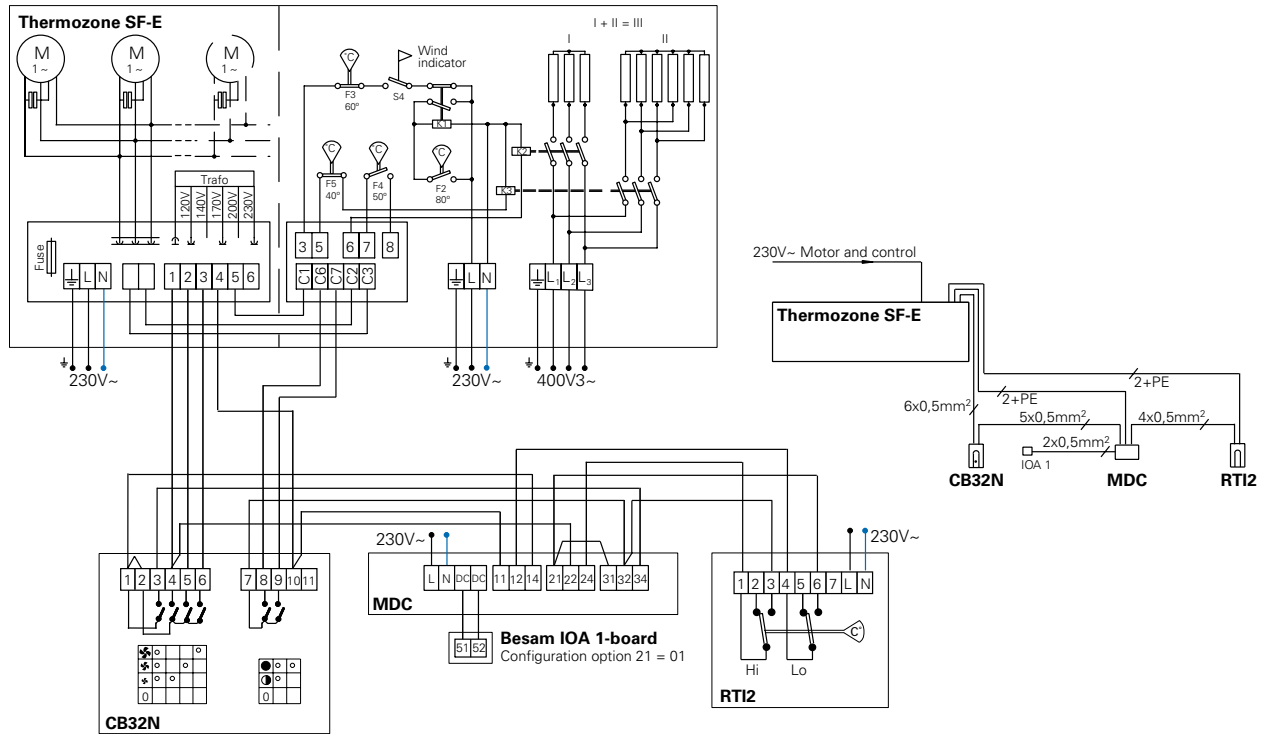 Thermozone SF-E
I + II = III
I
II
M
1 ~
M
1 ~
M
1 ~
°C
F3
60°
S4
Wind
indicator
K1
K2
K3
°C
F5
40°
°C
F4
50°
°C
F2
80°
Trafo
120V
140V
170V
200V
230V
Fuse
L N
1 2 3 4 5 6
3 5 6 7 8
C1 C6 C7 C2 C3
L N
L1 L2 L3
230V~
230V~
400V3~
230V~ Motor and control
Thermozone SF-E
2+PE
2+PE
6x0,5mm²
5x0,5mm²
4x0,5mm²
2x0,5mm²
IOA 1
CB32N
MDC
RTI2
230V~
230V~
1 2 3 4 5 6
7 8 9 10 11
0
0
CB32N
L N DC DC
11 12 14
21 22 24
31 32 34
MDC
51 52
Besam IOA 1-board
Configuration option 21 = 01
1 2 3 4 5 6 7 L N
C°
Hi
Lo
RTI2